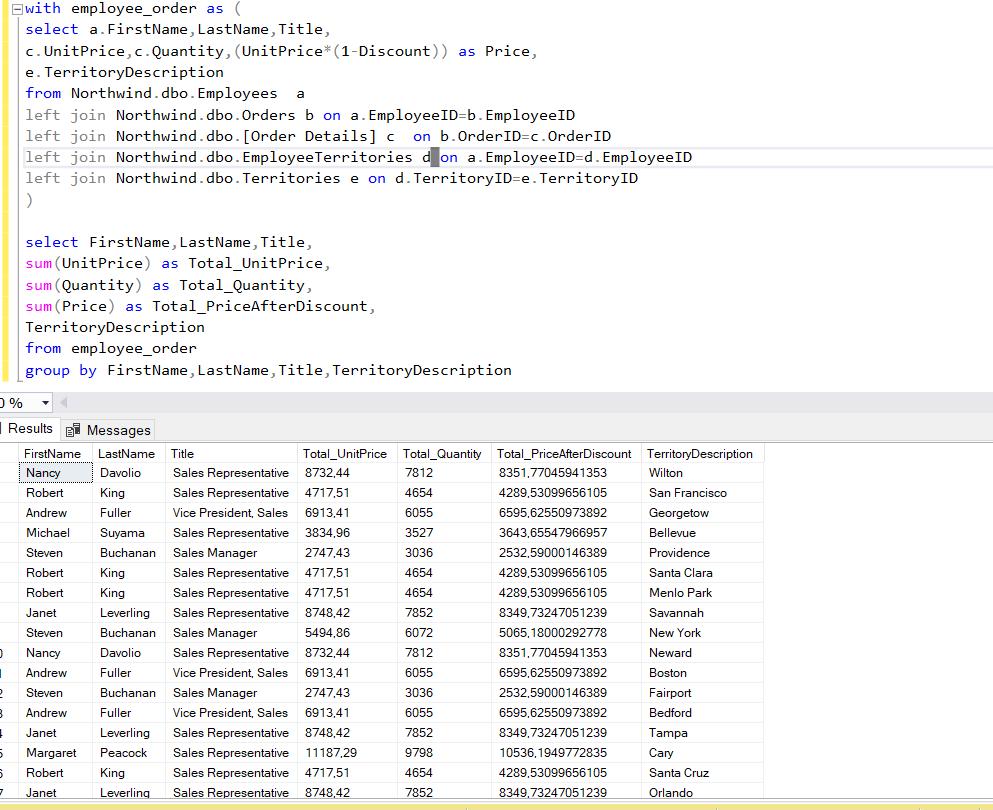 with employee_order as (
select a.FirstName,LastName,Title,
c.UnitPrice,c.Quantity,(UnitPrice*(1-Discount)) as Price,
e.TerritoryDescription
from Northwind.dbo.Employees  a
left join Northwind.dbo.Orders b on a.EmployeeID=b.EmployeeID
left join Northwind.dbo.[Order Details] c  on b.OrderID=c.OrderID
left join Northwind.dbo.EmployeeTerritories d on a.EmployeeID=d.EmployeeID
left join Northwind.dbo.Territories e on d.TerritoryID=e.TerritoryID
)
select FirstName,LastName,Title,
sum(UnitPrice) as Total_UnitPrice,
sum(Quantity) as Total_Quantity,
sum(Price) as Total_PriceAfterDiscount,
TerritoryDescription
from employee_order
group by FirstName,LastName,Title,TerritoryDescription
0 %
Results Messages
FirstName LastName Title Total_UnitPrice Total_Quantity Total_PriceAfterDiscount TerritoryDescription
Nancy Davolio Sales Representative 8732,44 7812 8351,77045941353 Wilton
Robert King Sales Representative 4717,51 4654 4289,53099656105 San Francisco
Andrew Fuller Vice President, Sales 6913,41 6055 6595,62550973892 Georgetow
Michael Suyama Sales Representative 3834,96 3527 3643,65547966957 Bellevue
Steven Buchanan Sales Manager 2747,43 3036 2532,59000146389 Providence
Robert King Sales Representative 4717,51 4654 4289,53099656105 Santa Clara
Robert King Sales Representative 4717,51 4654 4289,53099656105 Menlo Park
Janet Leverling Sales Representative 8748,42 7852 8349,73247051239 Savannah
Steven Buchanan Sales Manager 5494,86 6072 5065,18000292778 New York
0 Nancy Davolio Sales Representative 8732,44 7812 8351,77045941353 Neward
1 Andrew Fuller Vice President, Sales 6913,41 6055 6595,62550973892 Boston
2 Steven Buchanan Sales Manager 2747,43 3036 2532,59000146389 Fairport
3 Andrew Fuller Vice President, Sales 6913,41 6055 6595,62550973892 Bedford
4 Janet Leverling Sales Representative 8748,42 7852 8349,73247051239 Tampa
5 Margaret Peacock Sales Representative 11187,29 9798 10536,1949772835 Cary
6 Robert King Sales Representative 4717,51 4654 4289,53099656105 Santa Cruz
7 Janet Leverling Sales Representative 8748,42 7852 8349,73247051239 Orlando